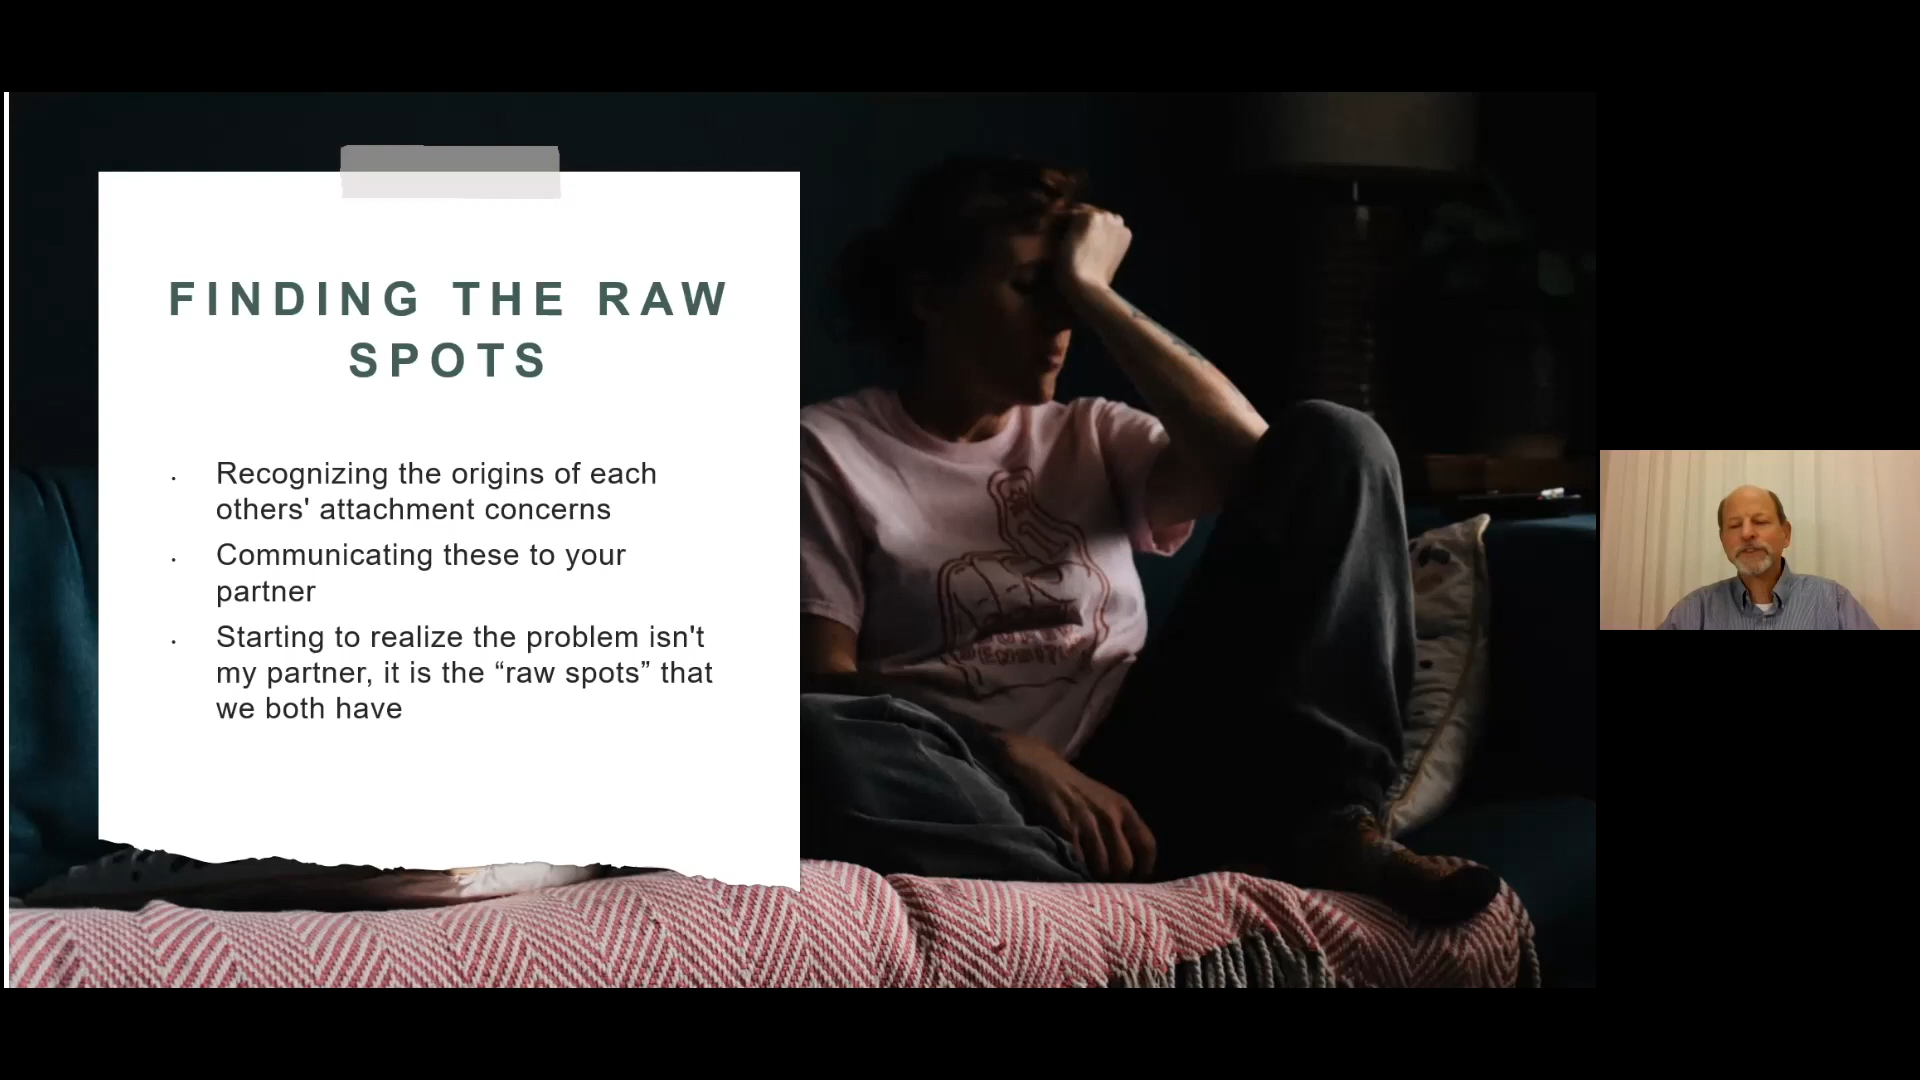 FINDING THE RAW
SPOTS
Recognizing the origins of each
others' attachment concerns
Communicating these to your
partner
Starting to realize the problem isn't
my partner, it is the “raw spots” that
we both have